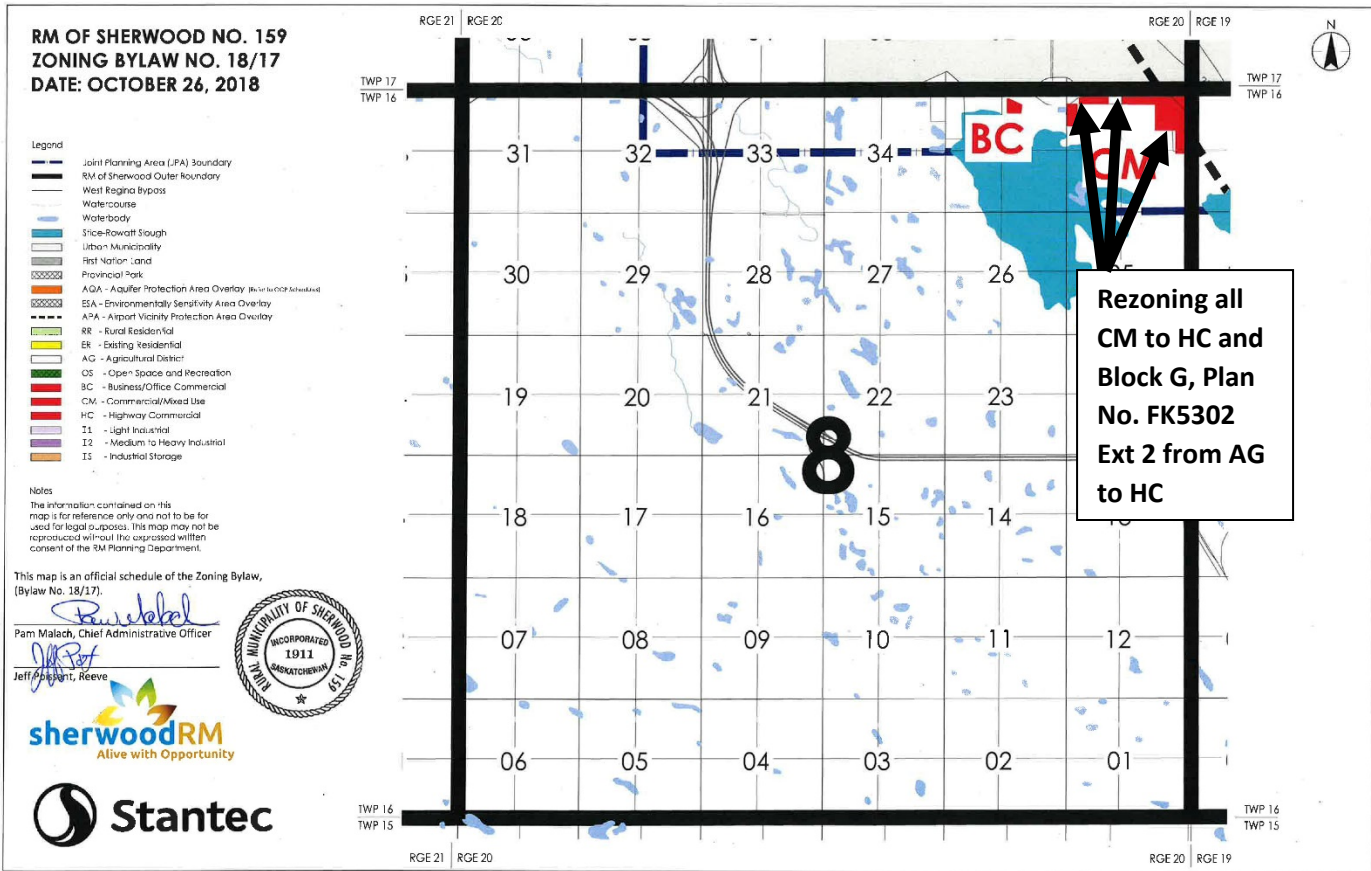 RM OF SHERWOOD NO. 159
ZONING BYLAW NO. 18/17
DATE: OCTOBER 26, 2018
Legend
Joint Planning Area (JPA) Boundary
RM of Sherwood Outer Boundary
West Regina Bypass
Watercourse
Waterbody
Stice-Rowatt Slough
Urban Municipality
First Nation Land
Provincial Park
AQA - Aquifer Protection Area Overlay (Refer to OCP Schedules)
ESA - Environmentally Sensitivity Area Overlay
APA - Airport Vicinity Protection Area Overlay
RR - Rural Residential
ER - Existing Residential
AG - Agricultural District
OS - Open Space and Recreation
BC - Business/Office Commercial
CM - Commercial/Mixed Use
HC - Highway Commercial
I1 - Light Industrial
I2 - Medium to Heavy Industrial
IS - Industrial Storage
Notes
The information contained on this
map is for reference only and not to be for
used for legal purposes. This map may not be
reproduced without the expressed written
consent of the RM Planning Department.
This map is an official schedule of the Zoning Bylaw,
(Bylaw No. 18/17).
Pam Malach, Chief Administrative Officer
Jeff Poissant, Reeve
RURAL MUNICIPALITY OF SHERWOOD No. 159
INCORPORATED
1911
SASKATCHEWAN
sherwoodRM
Alive with Opportunity
Stantec
RGE 21 RGE 20
RGE 20 RGE 19
N
TWP 17
TWP 16
TWP 17
TWP 16
31 32 33 34 BC CM
30 29 28 27 26
Rezoning all
CM to HC and
Block G, Plan
No. FK5302
Ext 2 from AG
to HC
19 20 21 22 23
8
18 17 16 15 14
07 08 09 10 11 12
06 05 04 03 02 01
TWP 16
TWP 15
TWP 16
TWP 15
RGE 21 RGE 20
RGE 20 RGE 19